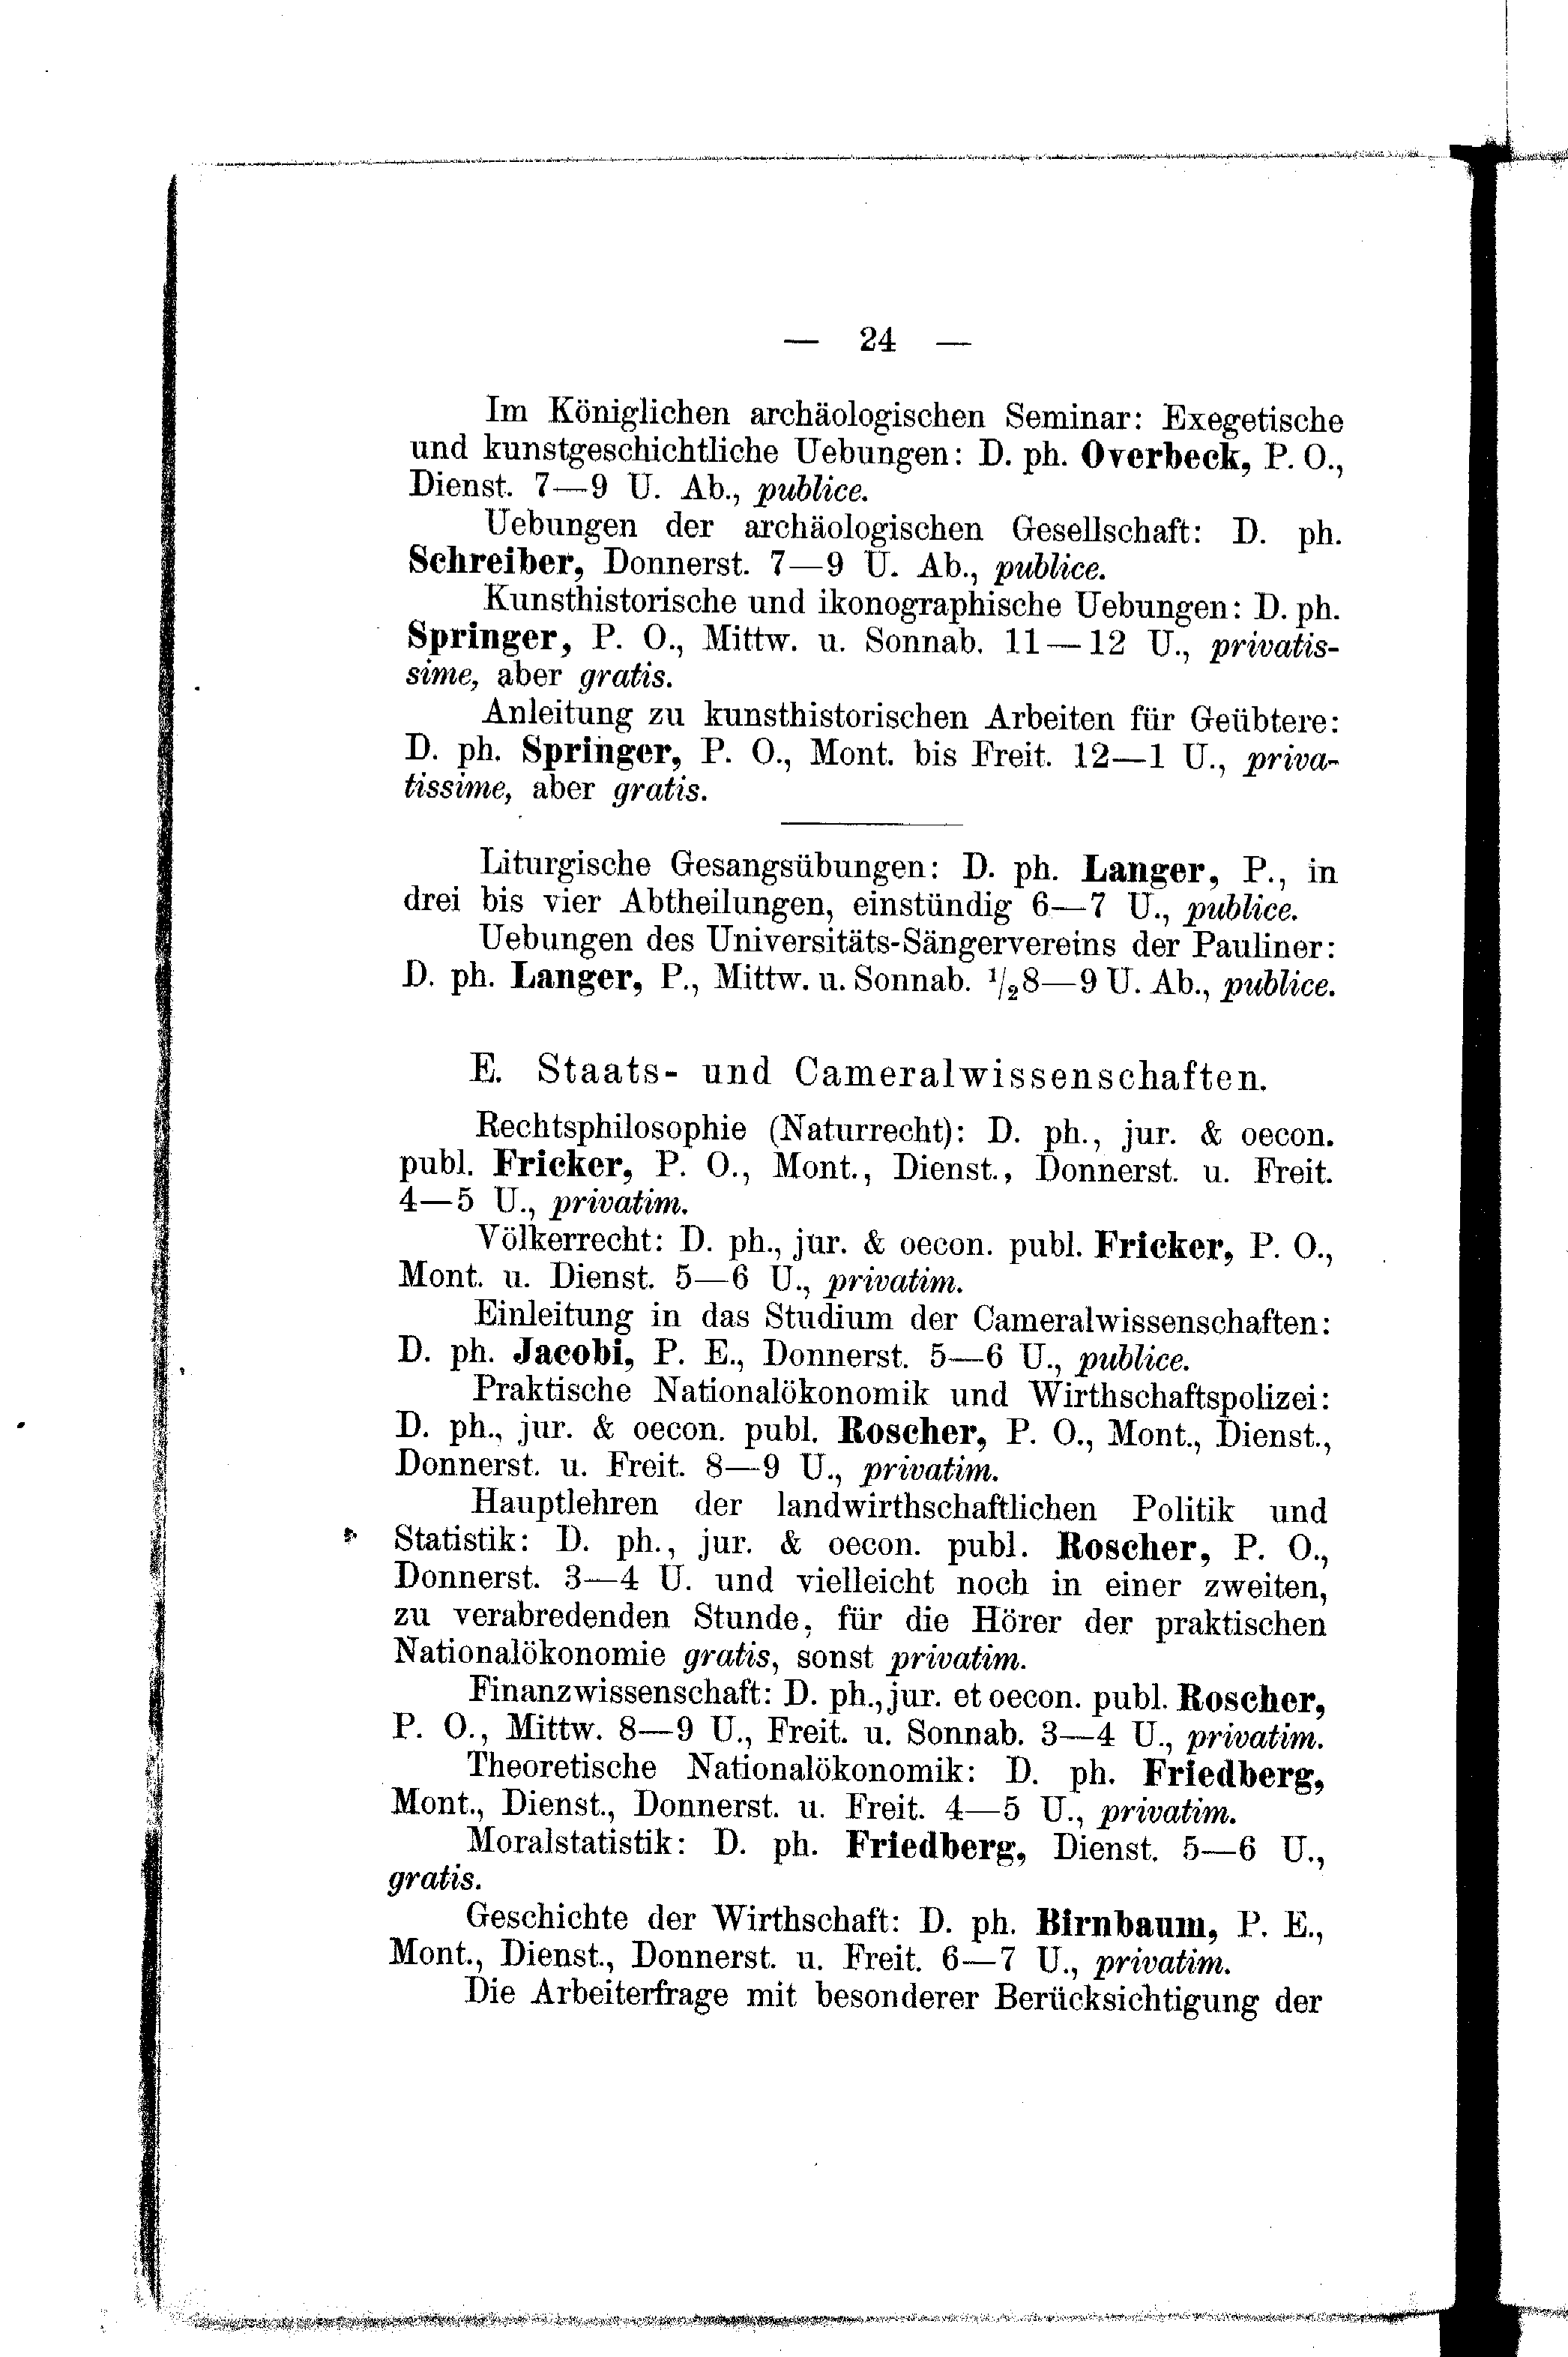 — 24 —
Im Königlichen archäologischen Seminar: Exegetische
und kunstgeschichtliche Uebungen: D. ph. Overbeck, P. O.,
Dienst. 7—9 U. Ab., publice.
Uebungen der archäologischen Gesellschaft: D. ph.
Schreiber, Donnerst. 7—9 U. Ab., publice.
Kunsthistorische und ikonographische Uebungen: D. ph.
Springer, P. O., Mittw. u. Sonnab. 11—12 U., privatis-
sime, aber gratis.
Anleitung zu kunsthistorischen Arbeiten für Geübtere:
D. ph. Springer, P. O., Mont. bis Freit. 12—1 U., priva-
tissime, aber gratis.
Liturgische Gesangsübungen: D. ph. Langer, P., in
drei bis vier Abtheilungen, einstündig 6—7 U., publice.
Uebungen des Universitäts-Sängervereins der Pauliner:
D. ph. Langer, P., Mittw. u. Sonnab. 1/28—9 U. Ab., publice.
E. Staats- und Cameralwissenschaften.
Rechtsphilosophie (Naturrecht): D. ph., jur. & oecon.
publ. Fricker, P. O., Mont., Dienst., Donnerst. u. Freit.
4—5 U., privatim.
Völkerrecht: D. ph., jur. & oecon. publ. Fricker, P. O.,
Mont. u. Dienst. 5—6 U., privatim.
Einleitung in das Studium der Cameralwissenschaften:
D. ph. Jacobi, P. E., Donnerst. 5—6 U., publice.
Praktische Nationalökonomik und Wirthschaftspolizei:
D. ph., jur. & oecon. publ. Roscher, P. O., Mont., Dienst.,
Donnerst. u. Freit. 8—9 U., privatim.
Hauptlehren der landwirthschaftlichen Politik und
Statistik: D. ph., jur. & oecon. publ. Roscher, P. O.,
Donnerst. 3—4 U. und vielleicht noch in einer zweiten,
zu verabredenden Stunde, für die Hörer der praktischen
Nationalökonomie gratis, sonst privatim.
Finanzwissenschaft: D. ph., jur. et oecon. publ. Roscher,
P. O., Mittw. 8—9 U., Freit. u. Sonnab. 3—4 U., privatim.
Theoretische Nationalökonomik: D. ph. Friedberg,
Mont., Dienst., Donnerst. u. Freit. 4—5 U., privatim.
Moralstatistik: D. ph. Friedberg, Dienst. 5—6 U.,
gratis.
Geschichte der Wirthschaft: D. ph. Birnbaum, P. E.,
Mont., Dienst., Donnerst. u. Freit. 6—7 U., privatim.
Die Arbeiterfrage mit besonderer Berücksichtigung der